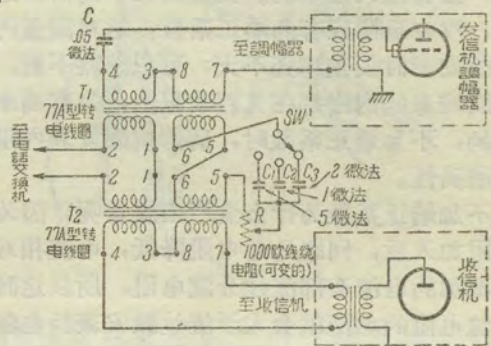 C
.05
微法
至調幅器
发信机
調幅器
4 3 8 7
T1
77A型转
电线圈
SW
2 1 6 5
至電話交換机
2 1 6 5
C1 C2 C3
2 微法
1 微法
5 微法
R
T2
77A型转
电线圈
4 3 8 7
1000欧线绕
电阻(可变的)
至收信机
收信机